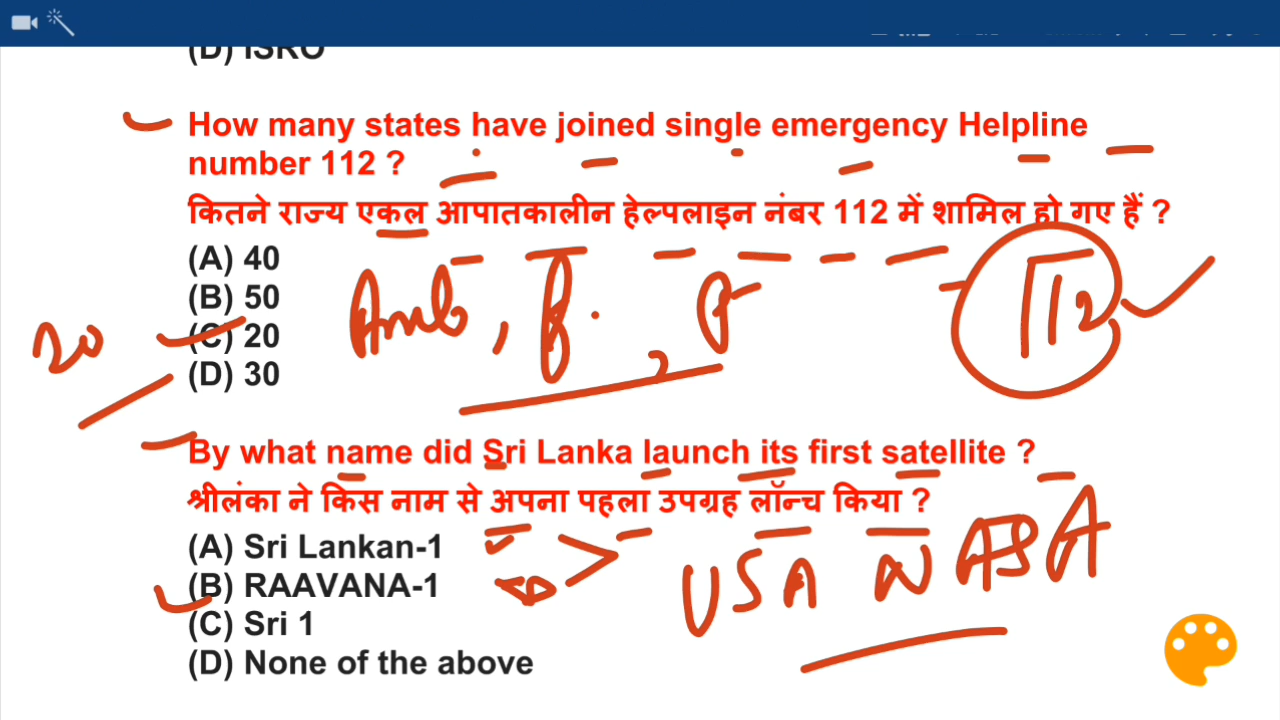 (D) ISRO
How many states have joined single emergency Helpline
number 112 ?
कितने राज्य एकल आपातकालीन हेल्पलाइन नंबर 112 में शामिल हो गए हैं ?
(A) 40
(B) 50
(C) 20
(D) 30
20
Amb, f. , P
112
By what name did Sri Lanka launch its first satellite ?
श्रीलंका ने किस नाम से अपना पहला उपग्रह लॉन्च किया ?
(A) Sri Lankan-1
(B) RAAVANA-1
(C) Sri 1
(D) None of the above
USA NASA